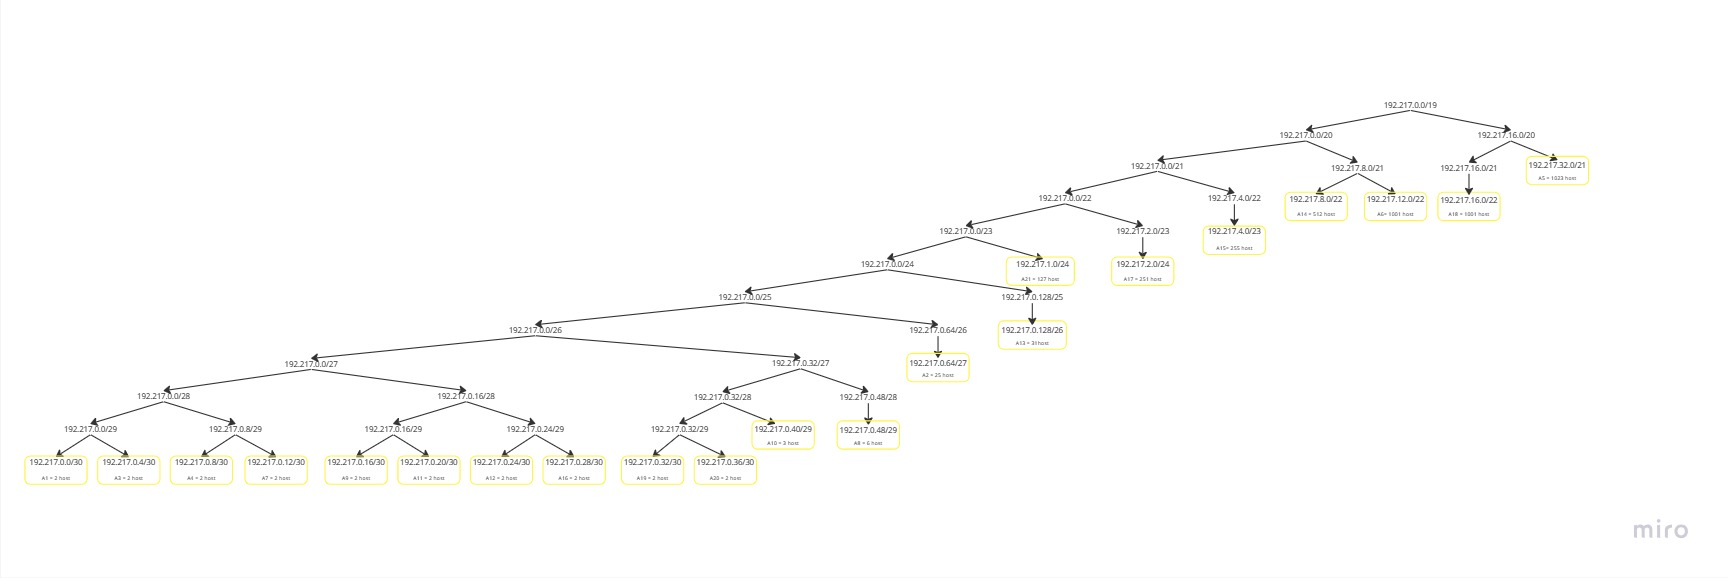 192.217.0.0/19
192.217.0.0/20
192.217.16.0/20
192.217.0.0/21
192.217.8.0/21
192.217.16.0/21
192.217.32.0/21
A5 = 1023 host
192.217.0.0/22
192.217.4.0/22
192.217.8.0/22
A14 = 512 host
192.217.12.0/22
A6= 1001 host
192.217.16.0/22
A18 = 1001 host
192.217.0.0/23
192.217.2.0/23
192.217.4.0/23
A15= 255 host
192.217.0.0/24
192.217.1.0/24
A21 = 127 host
192.217.2.0/24
A17 = 251 host
192.217.0.0/25
192.217.0.128/25
192.217.0.0/26
192.217.0.64/26
192.217.0.128/26
A13 = 31host
192.217.0.0/27
192.217.0.32/27
192.217.0.64/27
A2 = 25 host
192.217.0.0/28
192.217.0.16/28
192.217.0.32/28
192.217.0.48/28
192.217.0.0/29
192.217.0.8/29
192.217.0.16/29
192.217.0.24/29
192.217.0.32/29
192.217.0.40/29
A10 = 3 host
192.217.0.48/29
A8 = 6 host
192.217.0.0/30
A1 = 2 host
192.217.0.4/30
A3 = 2 host
192.217.0.8/30
A4 = 2 host
192.217.0.12/30
A7 = 2 host
192.217.0.16/30
A9 = 2 host
192.217.0.20/30
A11 = 2 host
192.217.0.24/30
A12 = 2 host
192.217.0.28/30
A16 = 2 host
192.217.0.32/30
A19 = 2 host
192.217.0.36/30
A20 = 2 host
miro